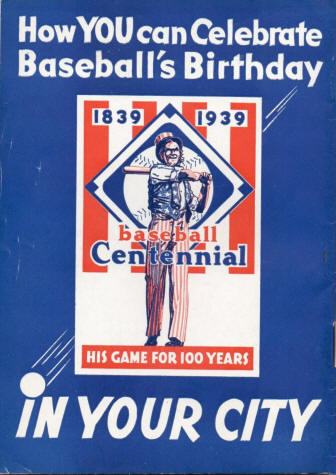 How YOU can Celebrate
Baseball's Birthday
1839 1939
baseball
Centennial
HIS GAME FOR 100 YEARS
iN YOUR CITY